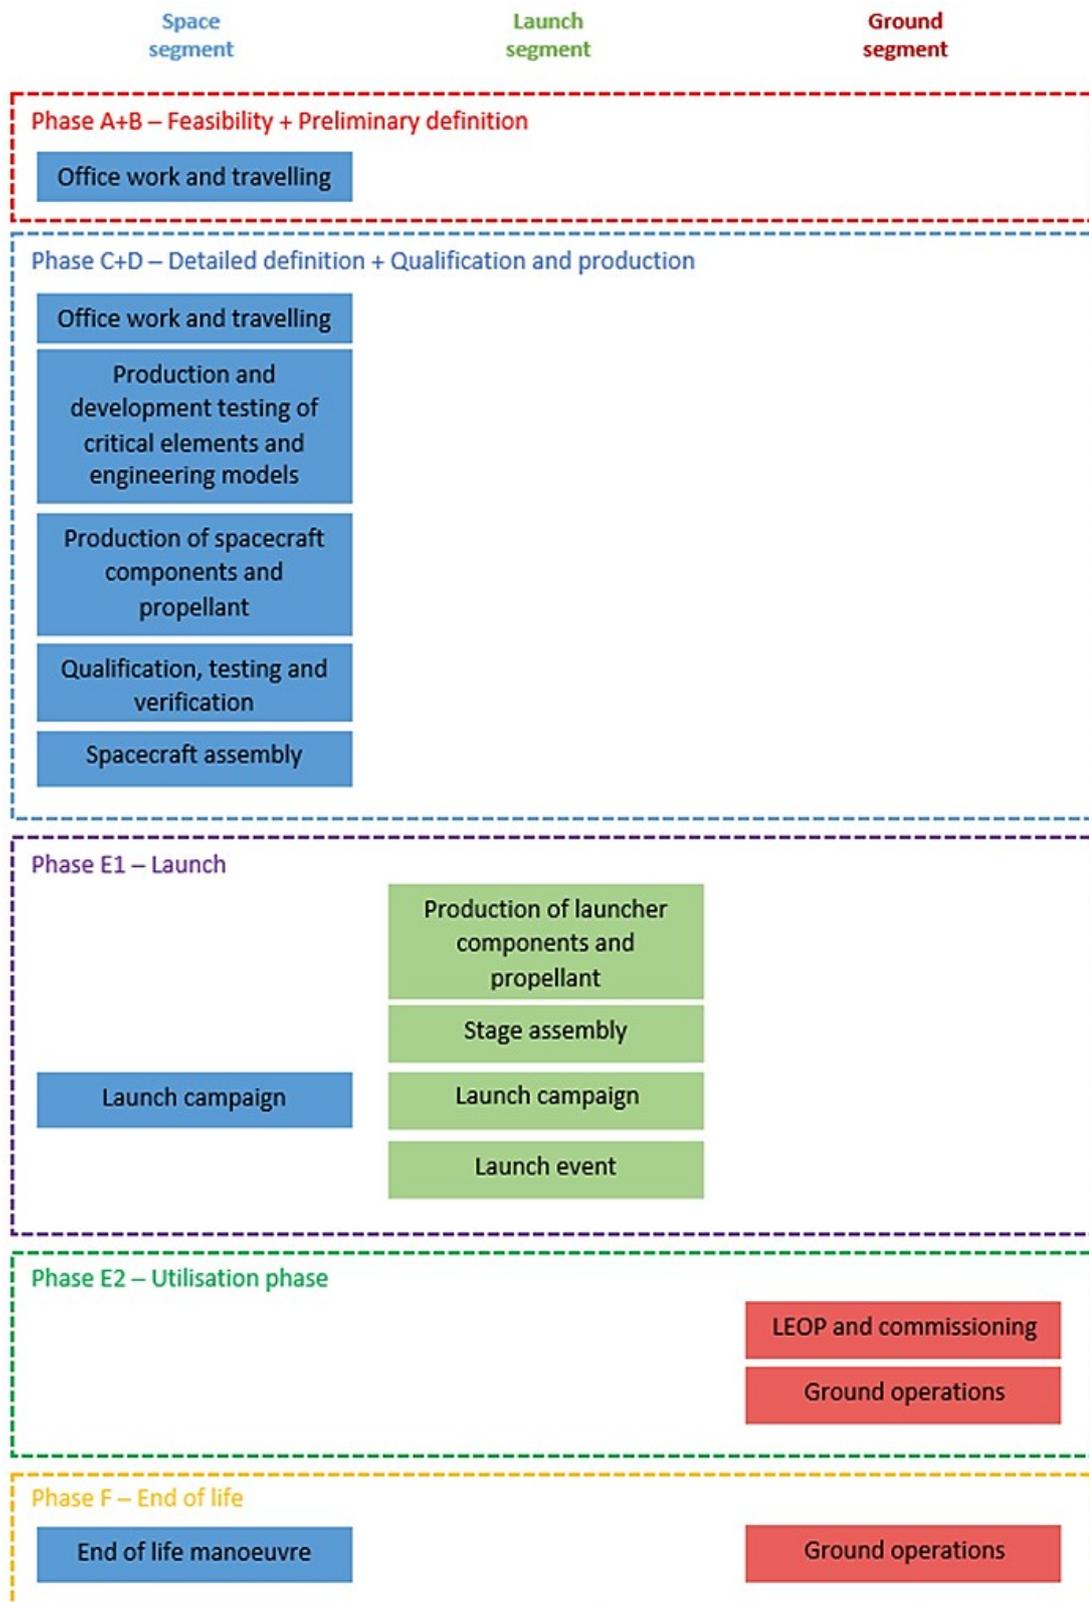 Space
segment
Launch
segment
Ground
segment
Phase A+B – Feasibility + Preliminary definition
Office work and travelling
Phase C+D – Detailed definition + Qualification and production
Office work and travelling
Production and
development testing of
critical elements and
engineering models
Production of spacecraft
components and
propellant
Qualification, testing and
verification
Spacecraft assembly
Phase E1 – Launch
Production of launcher
components and
propellant
Stage assembly
Launch campaign
Launch campaign
Launch event
Phase E2 – Utilisation phase
LEOP and commissioning
Ground operations
Phase F – End of life
End of life manoeuvre
Ground operations